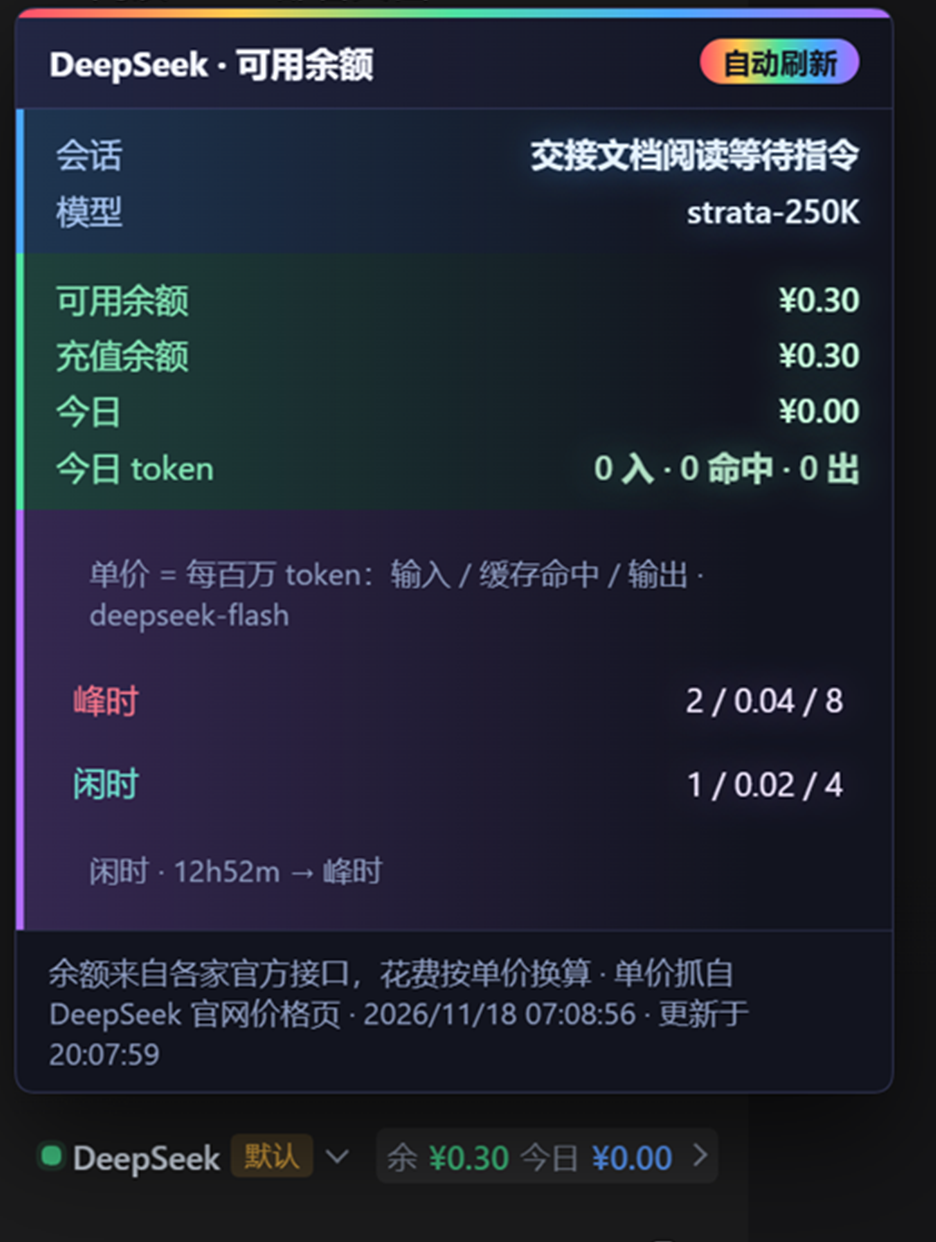 DeepSeek · 可用余额
自动刷新
会话 交接文档阅读等待指令
模型 strata-250K
可用余额 ¥0.30
充值余额 ¥0.30
今日 ¥0.00
今日 token 0 入 · 0 命中 · 0 出
单价 = 每百万 token：输入 / 缓存命中 / 输出 ·
deepseek-flash
峰时 2 / 0.04 / 8
闲时 1 / 0.02 / 4
闲时 · 12h52m → 峰时
余额来自各家官方接口，花费按单价换算 · 单价抓自
DeepSeek 官网价格页 · 2026/11/18 07:08:56 · 更新于
20:07:59
DeepSeek 默认 余 ¥0.30 今日 ¥0.00